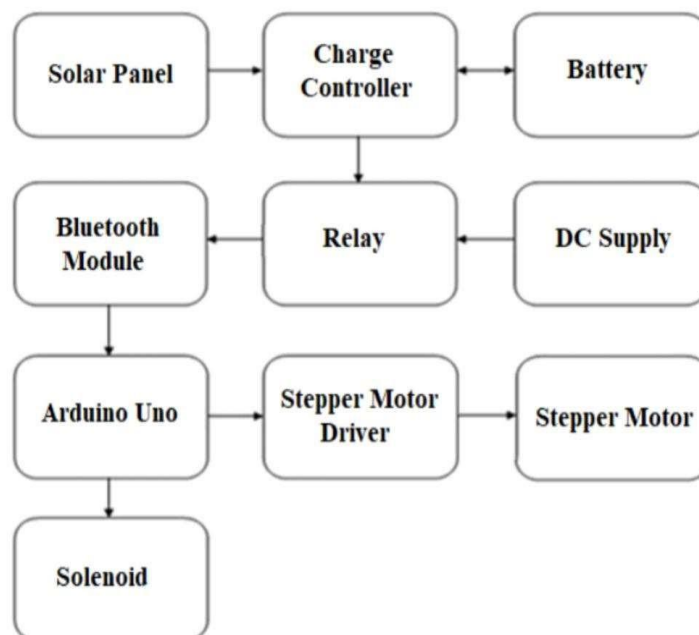 Solar Panel
Charge
Controller
Battery
Bluetooth
Module
Relay
DC Supply
Arduino Uno
Stepper Motor
Driver
Stepper Motor
Solenoid